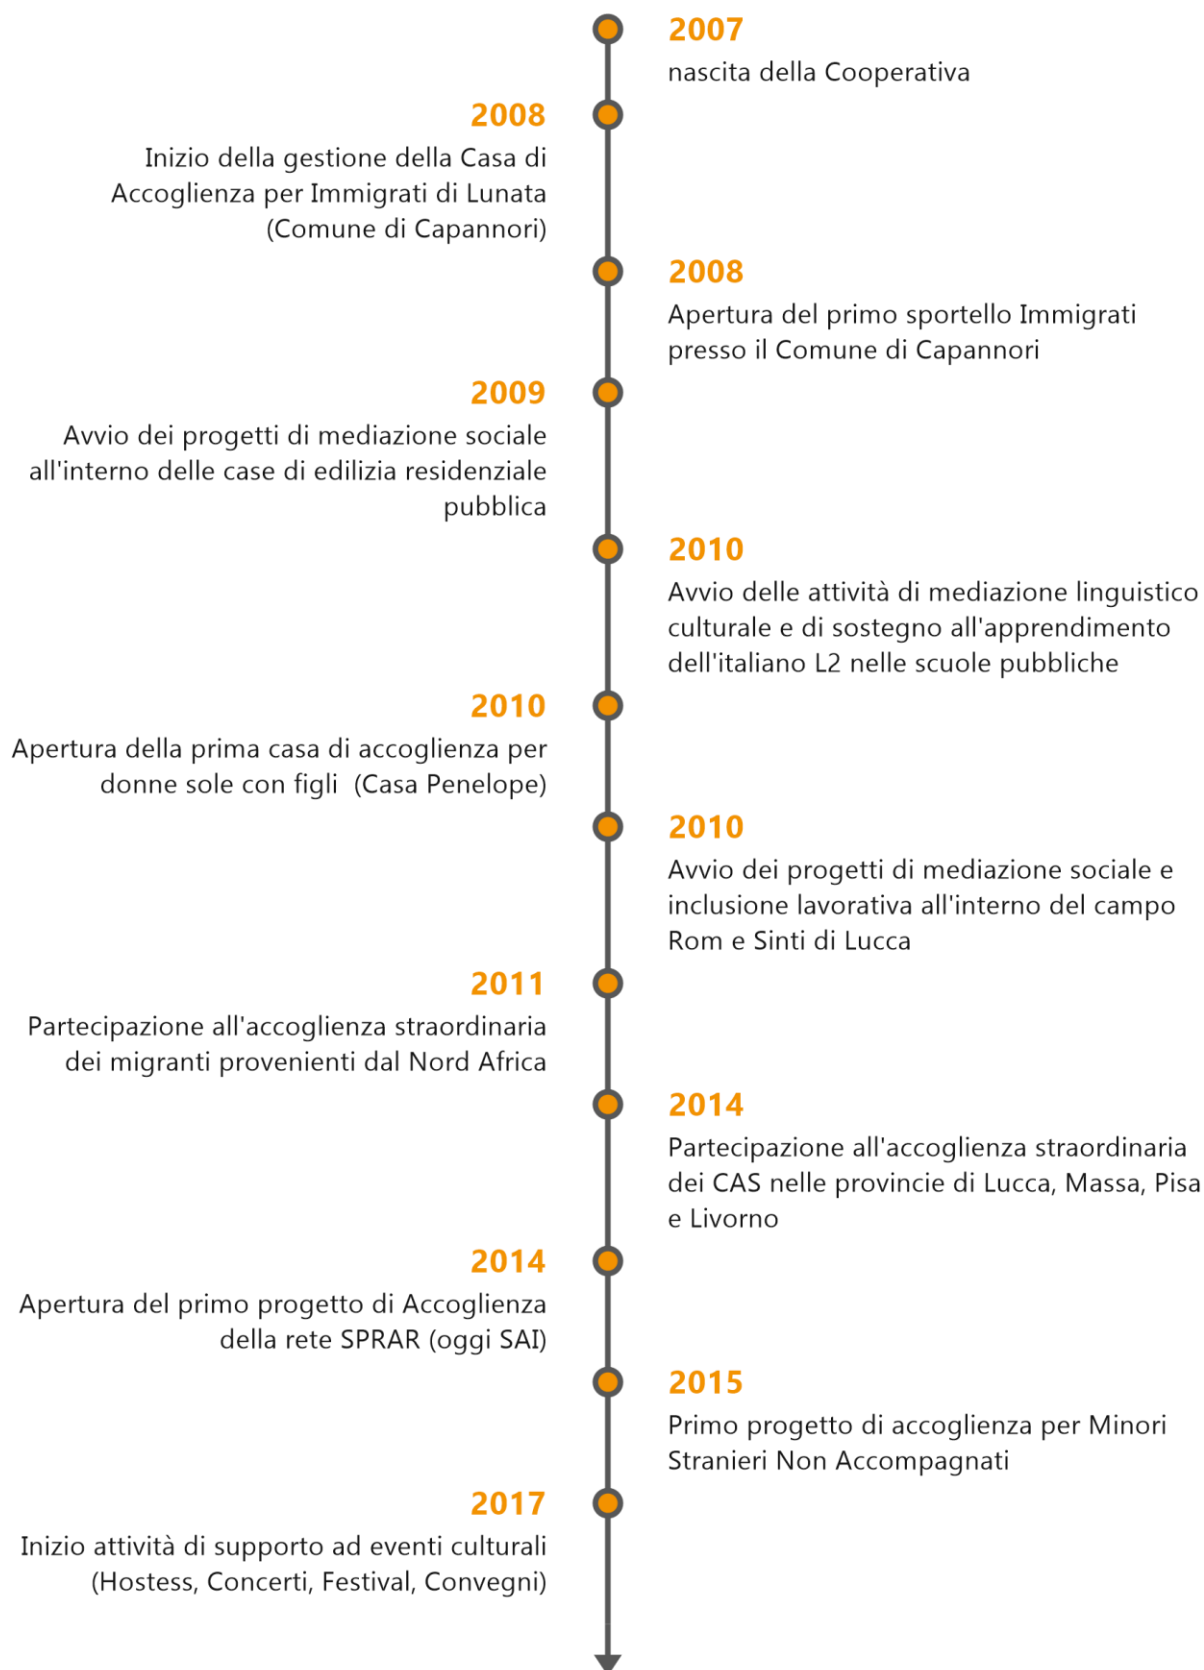 2007
nascita della Cooperativa
2008
Inizio della gestione della Casa di
Accoglienza per Immigrati di Lunata
(Comune di Capannori)
2008
Apertura del primo sportello Immigrati
presso il Comune di Capannori
2009
Avvio dei progetti di mediazione sociale
all'interno delle case di edilizia residenziale
pubblica
2010
Avvio delle attività di mediazione linguistico
culturale e di sostegno all'apprendimento
dell'italiano L2 nelle scuole pubbliche
2010
Apertura della prima casa di accoglienza per
donne sole con figli  (Casa Penelope)
2010
Avvio dei progetti di mediazione sociale e
inclusione lavorativa all'interno del campo
Rom e Sinti di Lucca
2011
Partecipazione all'accoglienza straordinaria
dei migranti provenienti dal Nord Africa
2014
Partecipazione all'accoglienza straordinaria
dei CAS nelle provincie di Lucca, Massa, Pisa
e Livorno
2014
Apertura del primo progetto di Accoglienza
della rete SPRAR (oggi SAI)
2015
Primo progetto di accoglienza per Minori
Stranieri Non Accompagnati
2017
Inizio attività di supporto ad eventi culturali
(Hostess, Concerti, Festival, Convegni)